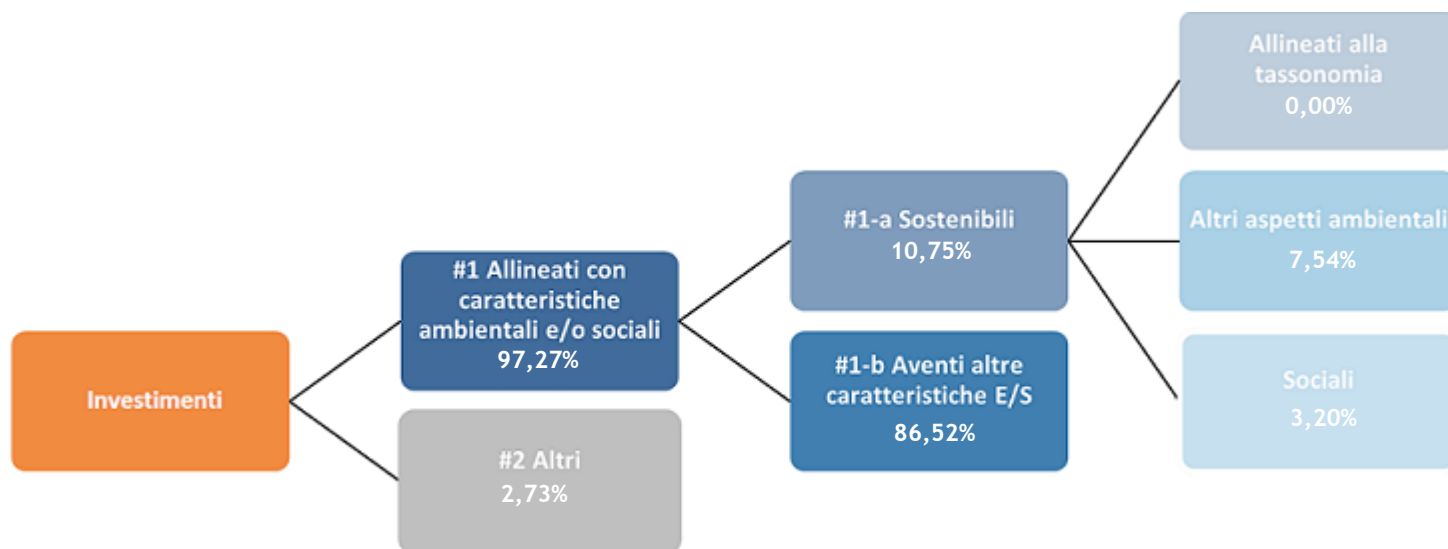 Investimenti
#1 Allineati con
caratteristiche
ambientali e/o sociali
97,27%
#2 Altri
2,73%
#1-a Sostenibili
10,75%
#1-b Aventi altre
caratteristiche E/S
86,52%
Allineati alla
tassonomia
0,00%
Altri aspetti ambientali
7,54%
Sociali
3,20%